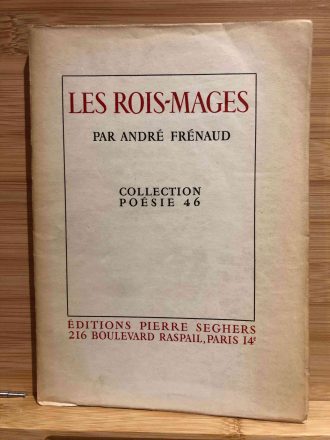 LES ROIS-MAGES
PAR ANDRÉ FRÉNAUD
COLLECTION
POÉSIE 46
ÉDITIONS PIERRE SEGHERS
216 BOULEVARD RASPAIL, PARIS 14ᵉ